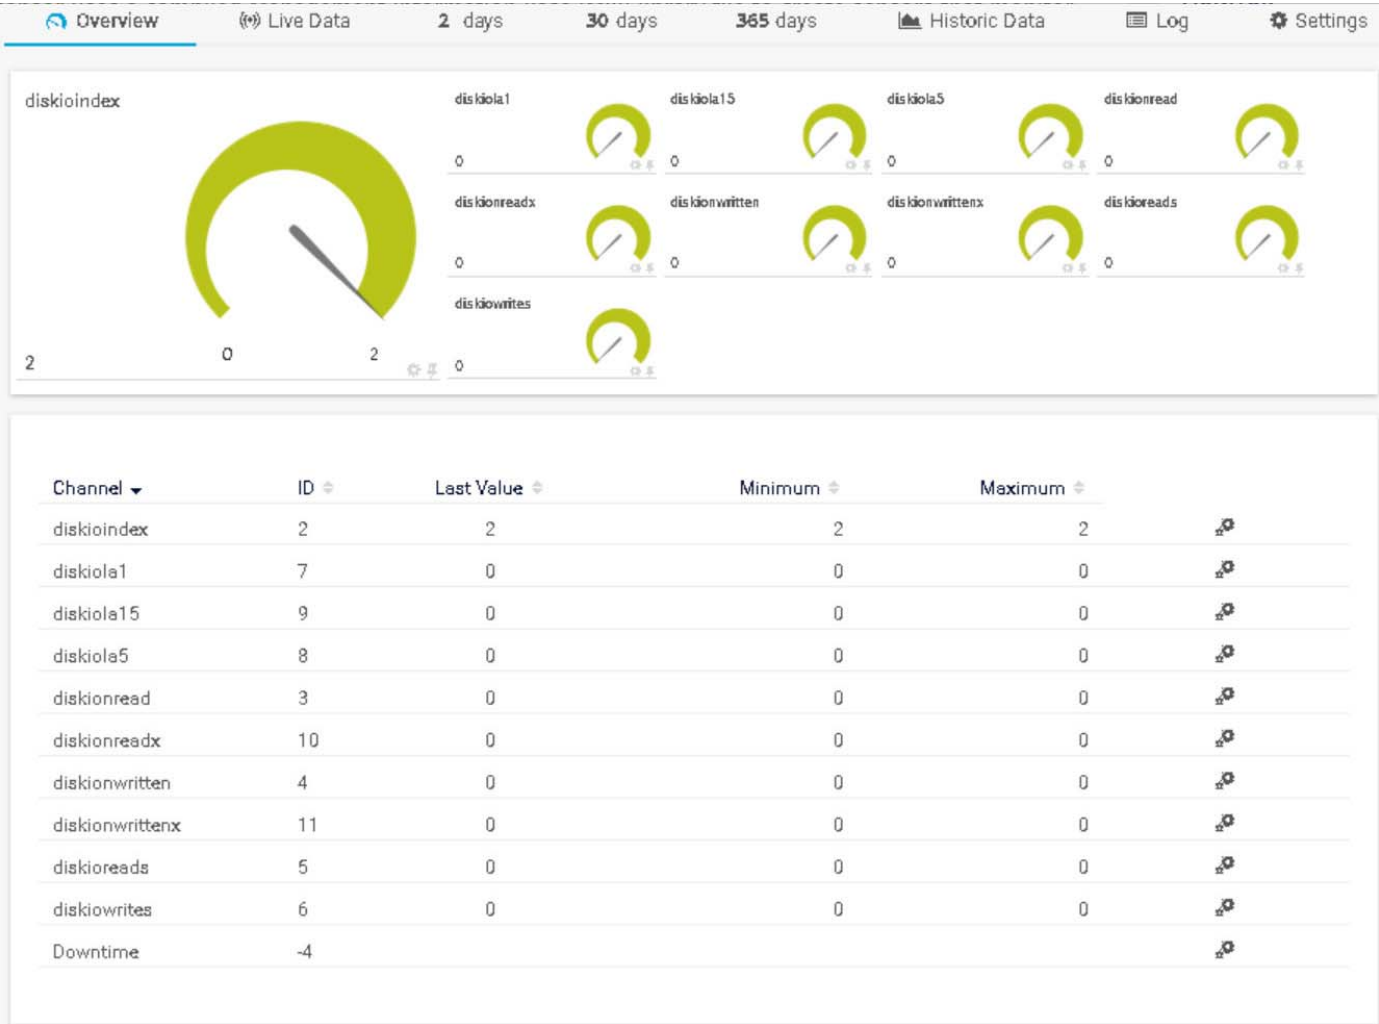 Overview Live Data 2 days 30 days 365 days Historic Data Log Settings
diskioindex
2
0 2
diskiola1
0
diskiola15
0
diskiola5
0
diskionread
0
diskionreadx
0
diskionwritten
0
diskionwrittenx
0
diskioreads
0
diskiowrites
0
Channel ID Last Value Minimum Maximum
diskioindex 2 2 2 2
diskiola1 7 0 0 0
diskiola15 9 0 0 0
diskiola5 8 0 0 0
diskionread 3 0 0 0
diskionreadx 10 0 0 0
diskionwritten 4 0 0 0
diskionwrittenx 11 0 0 0
diskioreads 5 0 0 0
diskiowrites 6 0 0 0
Downtime -4